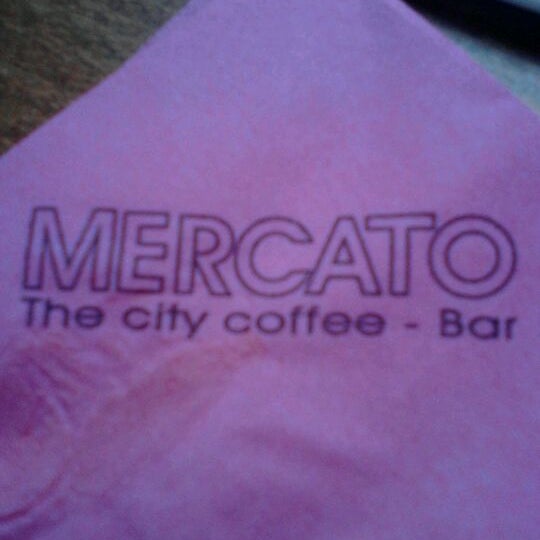 MERCATO
The city coffee - Bar